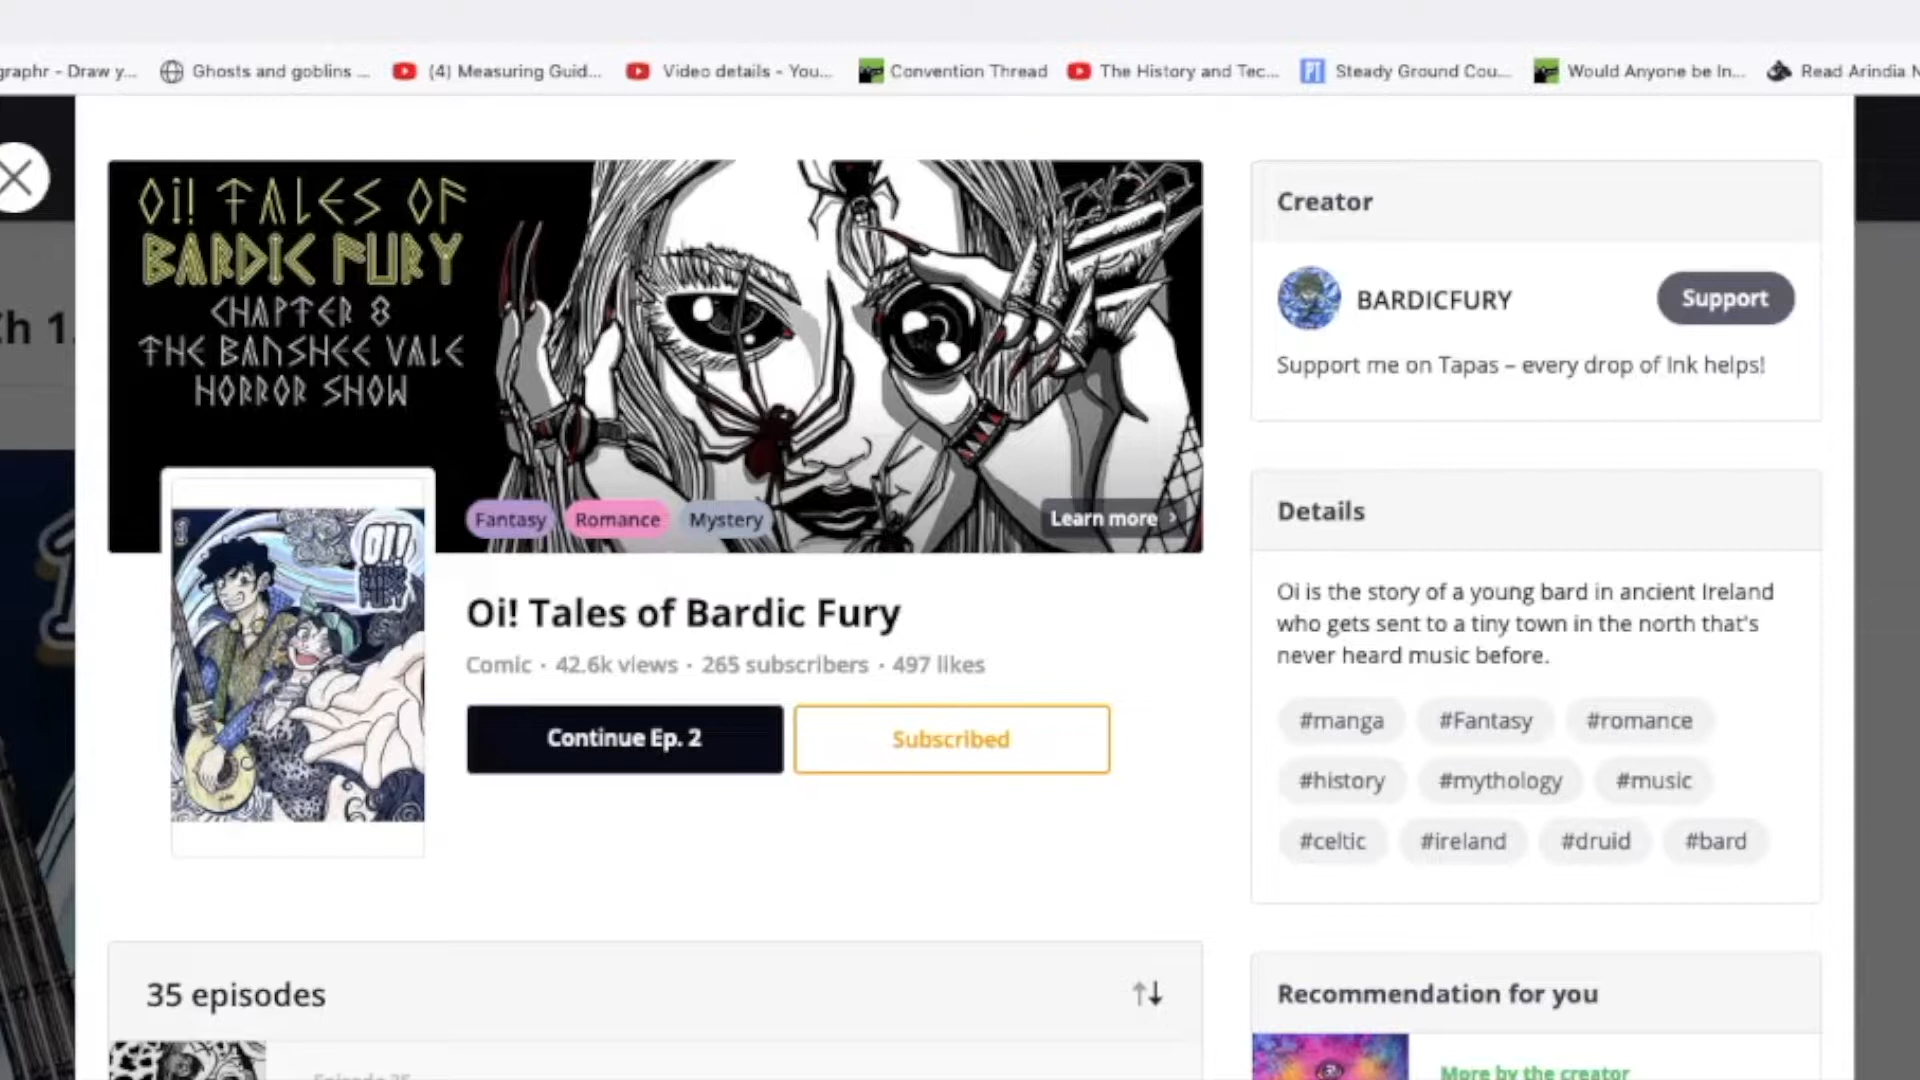 graphr - Draw y...
Ghosts and goblins ...
(4) Measuring Guid...
Video details - You...
Convention Thread
The History and Tec...
Steady Ground Cou...
Would Anyone be In...
Read Arindia N
Ch 1.
Oi! TALES OF
BARDIC FURY
CHAPTER 8
THE BANSHEE VALE
HORROR SHOW
Fantasy
Romance
Mystery
Learn more
1
OI!
Oi! Tales of Bardic Fury
Comic · 42.6k views · 265 subscribers · 497 likes
Continue Ep. 2
Subscribed
35 episodes
Episode 35
Creator
BARDICFURY
Support
Support me on Tapas – every drop of Ink helps!
Details
Oi is the story of a young bard in ancient Ireland
who gets sent to a tiny town in the north that's
never heard music before.
#manga #Fantasy #romance
#history #mythology #music
#celtic #ireland #druid #bard
Recommendation for you
More by the creator